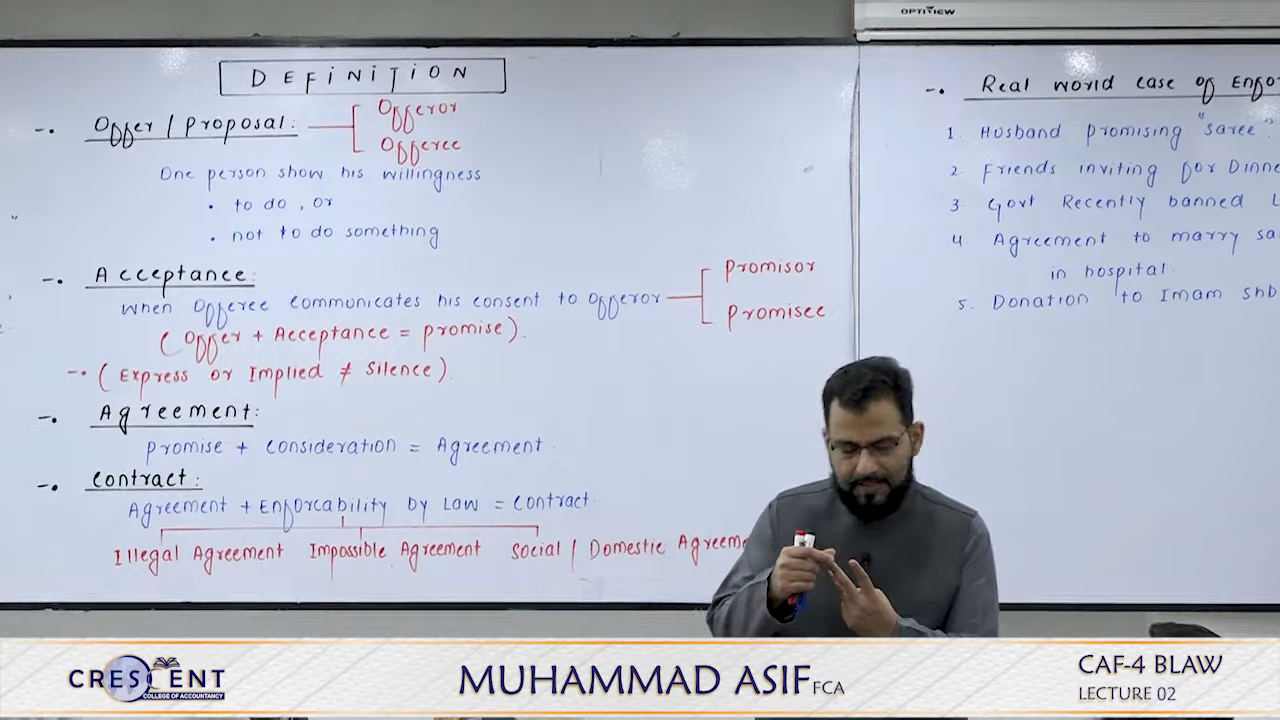 OPTIVIEW
DEFINITION
-. Offer / Proposal:
Offeror
Offeree
One person show his willingness
• to do, or
• not to do something
-. Acceptance:
When Offeree communicates his consent to Offeror
Promisor
Promisee
(Offer + Acceptance = promise).
-. (Express or Implied ≠ Silence).
-. Agreement:
promise + consideration = Agreement.
-. Contract:
Agreement + Enforcability by Law = Contract
Illegal Agreement Impossible Agreement Social / Domestic Agreem
-. Real world case of Enfo
1. Husband promising "saree"
2. Friends inviting for Dinne
3 Govt Recently banned
4 Agreement to marry sa
in hospital.
5. Donation to Imam
CRESCENT
COLLEGE OF ACCOUNTANCY
MUHAMMAD ASIF FCA
CAF-4 BLAW
LECTURE 02